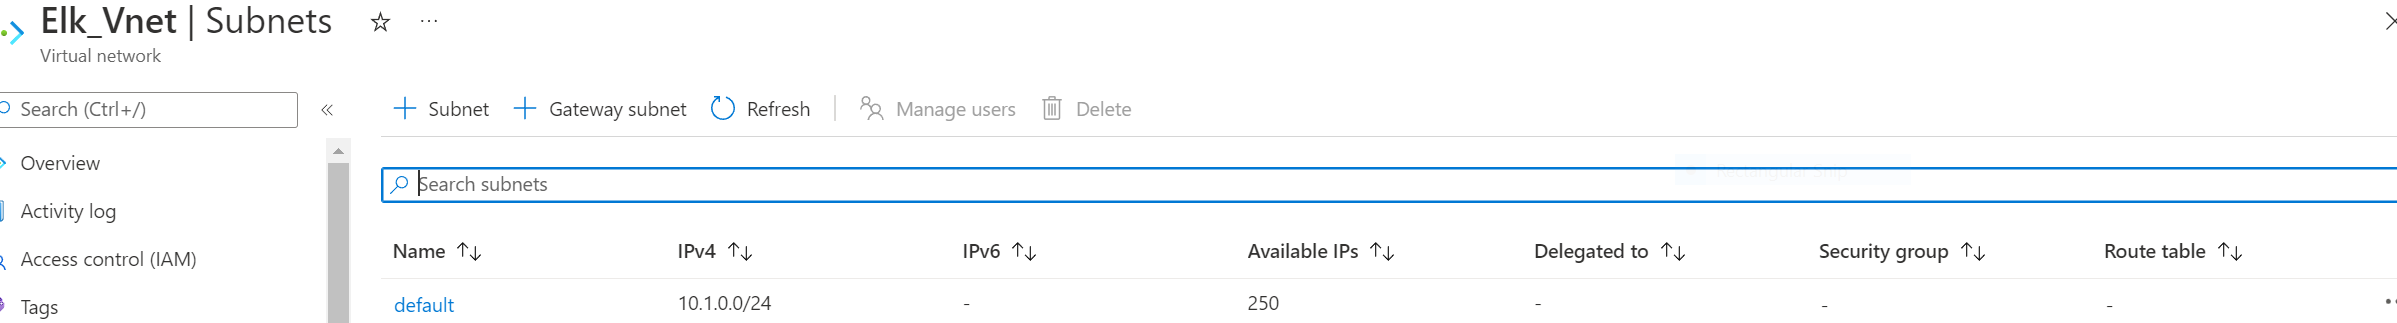 Elk_Vnet | Subnets
Virtual network
Search (Ctrl+/)
Overview
Activity log
Access control (IAM)
Tags
Subnet Gateway subnet Refresh Manage users Delete
Search subnets
Name IPv4 IPv6 Available IPs Delegated to Security group Route table
default 10.1.0.0/24 - 250 - - -